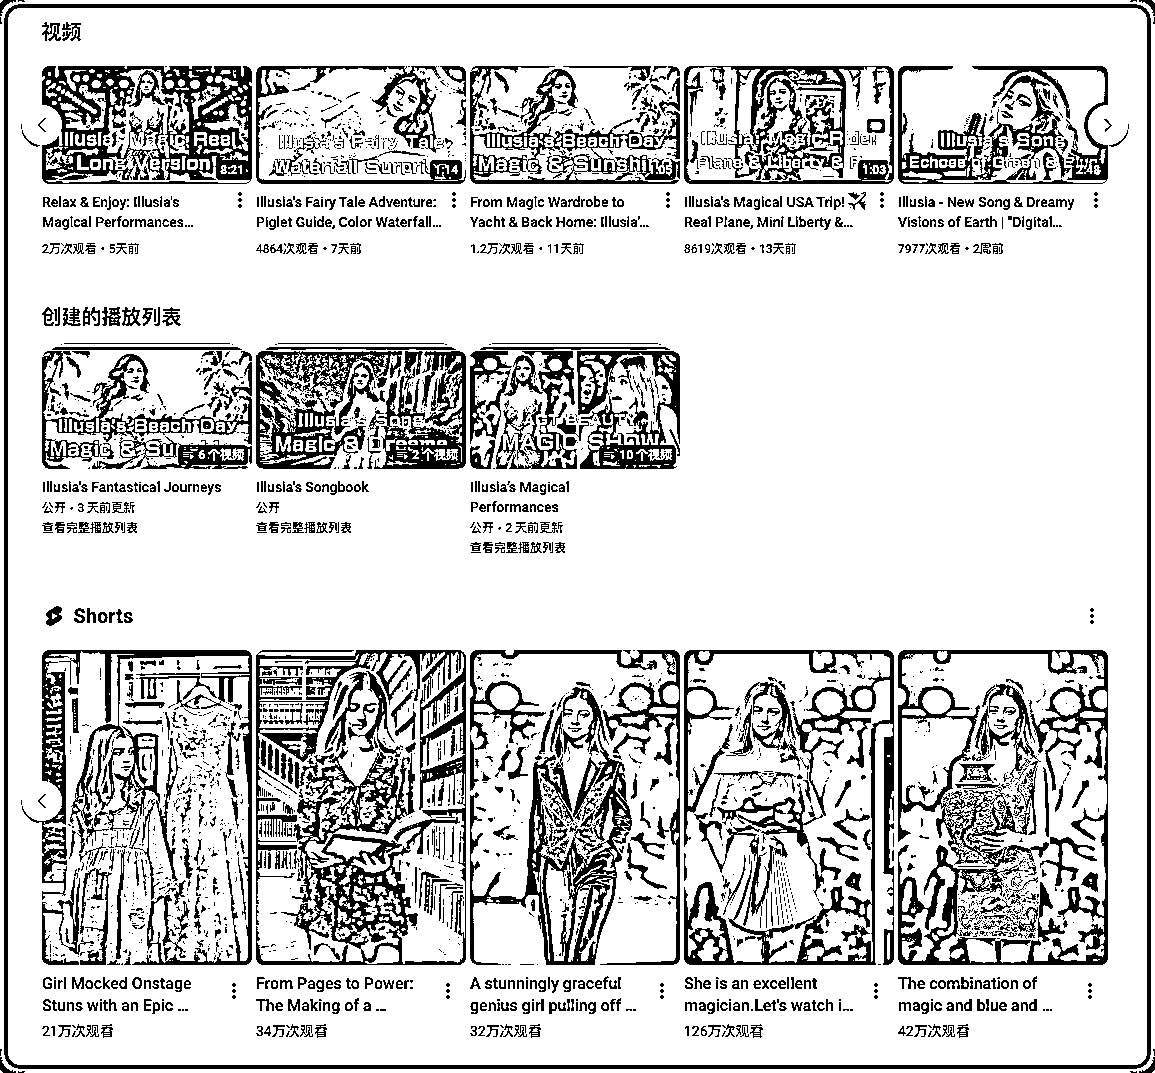 视频
Illusia' Magic Real
Long Version!
8:21
Illusia's Fairy Tale
Waterfall Surpri
1:14
Illusia's Beach Day
Magic & Sunshin
1:05
Illusia' Magic R der
Plane & Liberty & F
1:03
Illusia's Song
Echoes of Green &
2:48
Relax & Enjoy: Illusia's
Magical Performances...
2万次观看 • 5天前
Illusia's Fairy Tale Adventure:
Piglet Guide, Color Waterfall...
4864次观看 • 7天前
From Magic Wardrobe to
Yacht & Back Home: Illusia'...
1.2万次观看 • 11天前
Illusia's Magical USA Trip! ✈️
Real Plane, Mini Liberty &...
8619次观看 • 13天前
Illusia - New Song & Dreamy
Visions of Earth | "Digital...
7977次观看 • 2周前
创建的播放列表
Illusia's Beach Day
Magic & Su
6 个视频
Illusia's Song
Magic & Dreams
2 个视频
BEAUTY
MAGIC SHOW
10 个视频
Illusia's Fantastical Journeys
公开 • 3 天前更新
查看完整播放列表
Illusia's Songbook
公开
查看完整播放列表
Illusia's Magical
Performances
公开 • 2 天前更新
查看完整播放列表
Shorts
Girl Mocked Onstage
Stuns with an Epic ...
21万次观看
From Pages to Power:
The Making of a ...
34万次观看
A stunningly graceful
genius girl pulling off ...
32万次观看
She is an excellent
magician.Let's watch i...
126万次观看
The combination of
magic and blue and ...
42万次观看